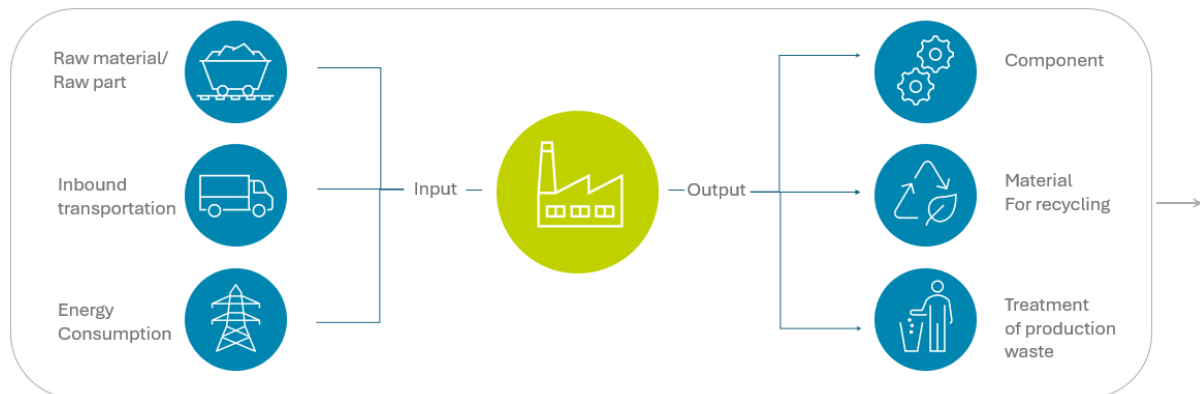 Raw material/
Raw part
Inbound
transportation
Energy
Consumption
Input
Output
Component
Material
For recycling
Treatment
of production
waste